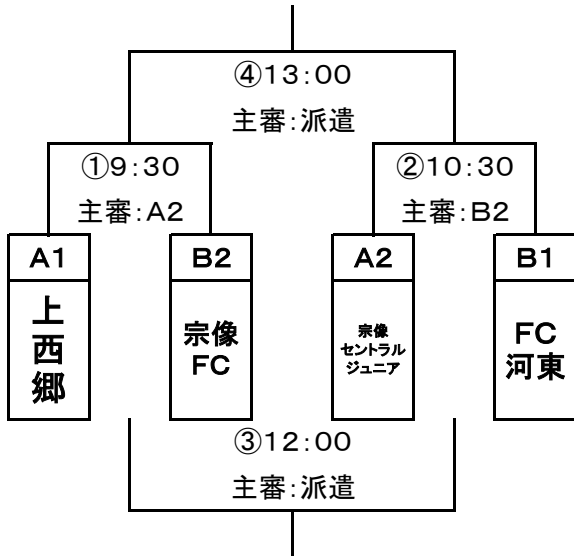 ④13:00
主審:派遣
①9:30
主審:A2
②10:30
主審:B2
A1
上西郷
B2
宗像
FC
A2
宗像
セントラル
ジュニア
B1
FC
河東
③12:00
主審:派遣